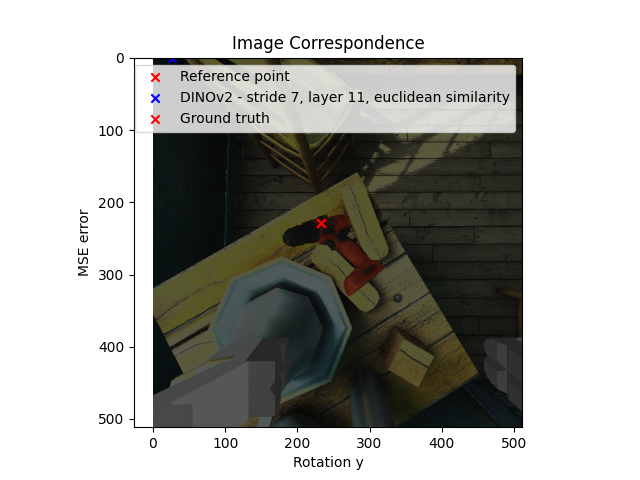 Image Correspondence
Reference point
DINOv2 - stride 7, layer 11, euclidean similarity
Ground truth
MSE error
0
100
200
300
400
500
0 100 200 300 400 500
Rotation y